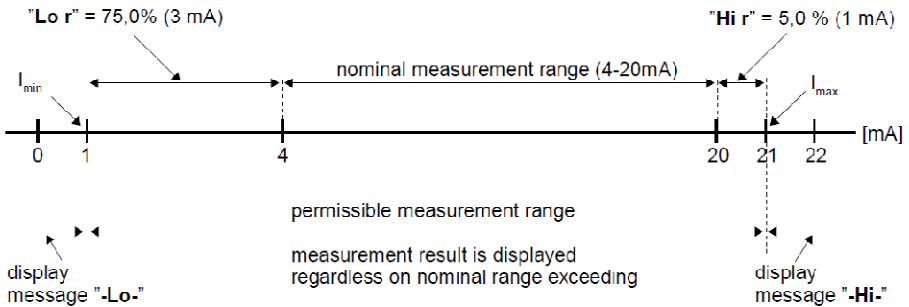 "Lo r" = 75,0% (3 mA)
"Hi r" = 5,0 % (1 mA)
nominal measurement range (4-20mA)
Imin
Imax
0 1 4 20 21 22 [mA]
permissible measurement range
measurement result is displayed
regardless on nominal range exceeding
display
message "-Lo-"
display
message "-Hi-"